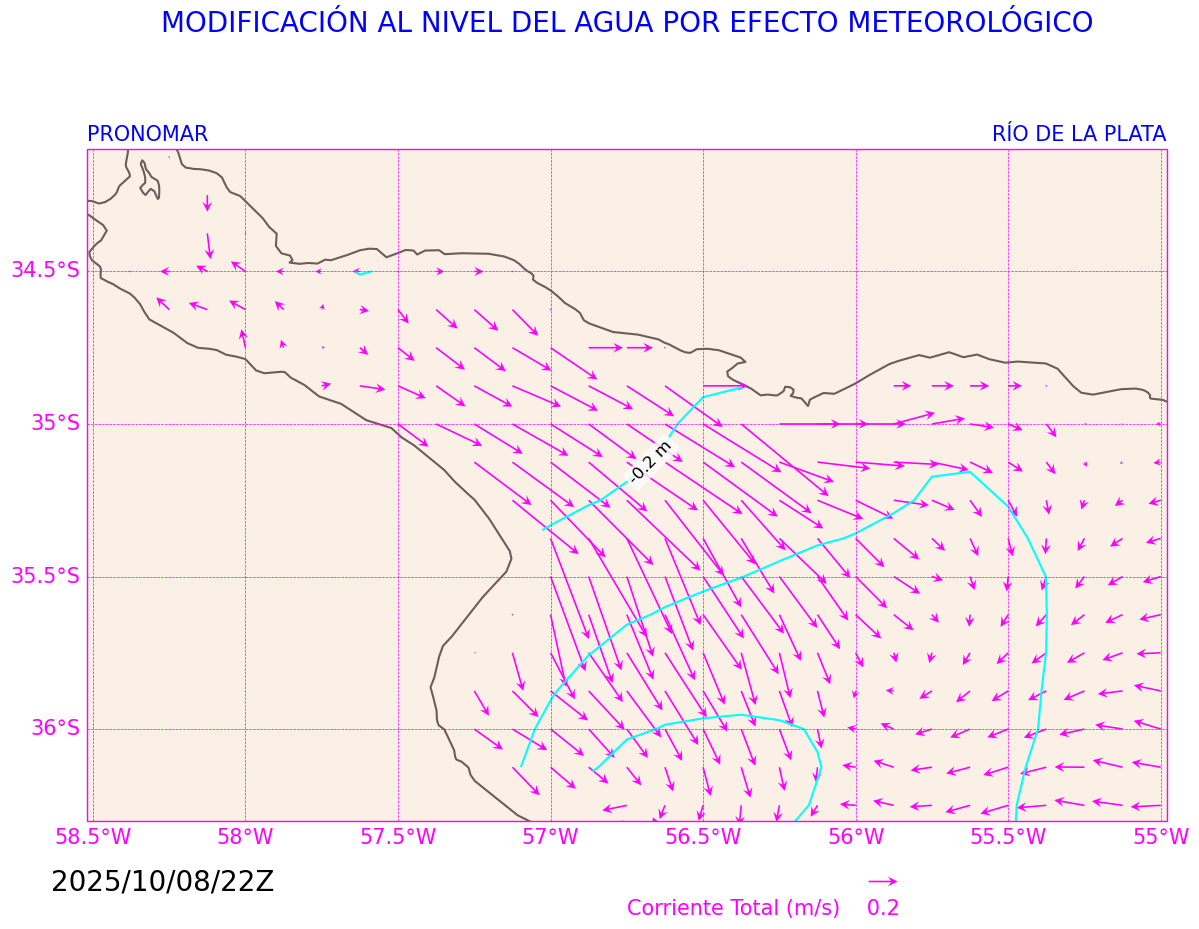 MODIFICACIÓN AL NIVEL DEL AGUA POR EFECTO METEOROLÓGICO
PRONOMAR
RÍO DE LA PLATA
34.5°S
35°S
-0.2 m
35.5°S
36°S
58.5°W 58°W 57.5°W 57°W 56.5°W 56°W 55.5°W 55°W
2025/10/08/22Z
Corriente Total (m/s) 0.2